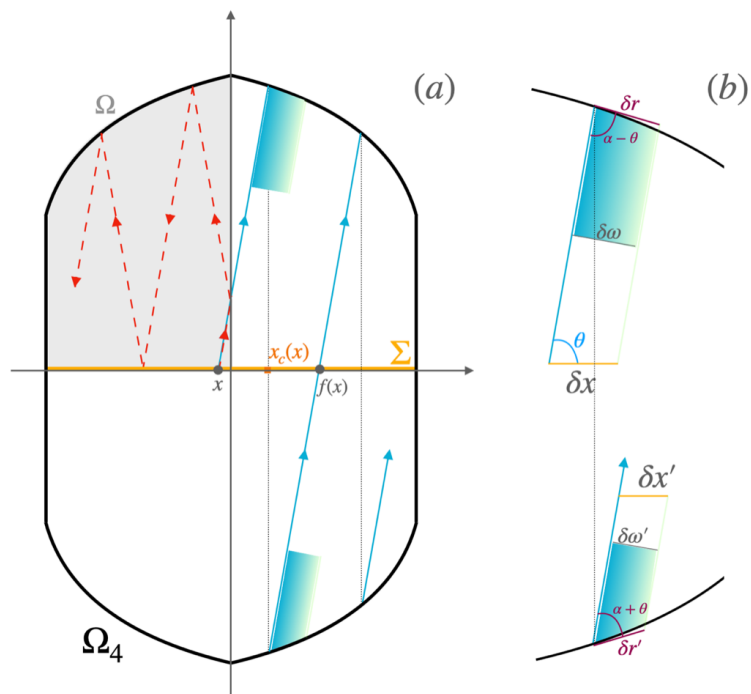 (a)
Ω
x_c(x)
Σ
x
f(x)
Ω₄
(b)
δr
α − θ
δω
θ
δx
δx′
δω′
α + θ
δr′